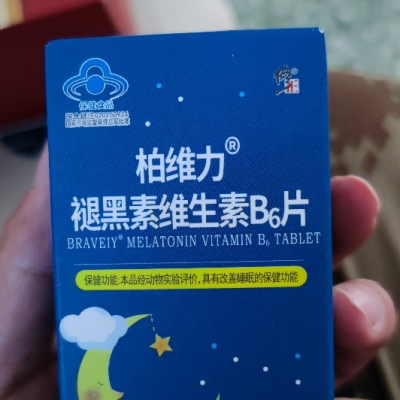 保健食品
修正
柏维力®
褪黑素维生素B₆片
BRAVEIY® MELATONIN VITAMIN B₆ TABLET
保健功能:本品经动物实验评价,具有改善睡眠的保健功能